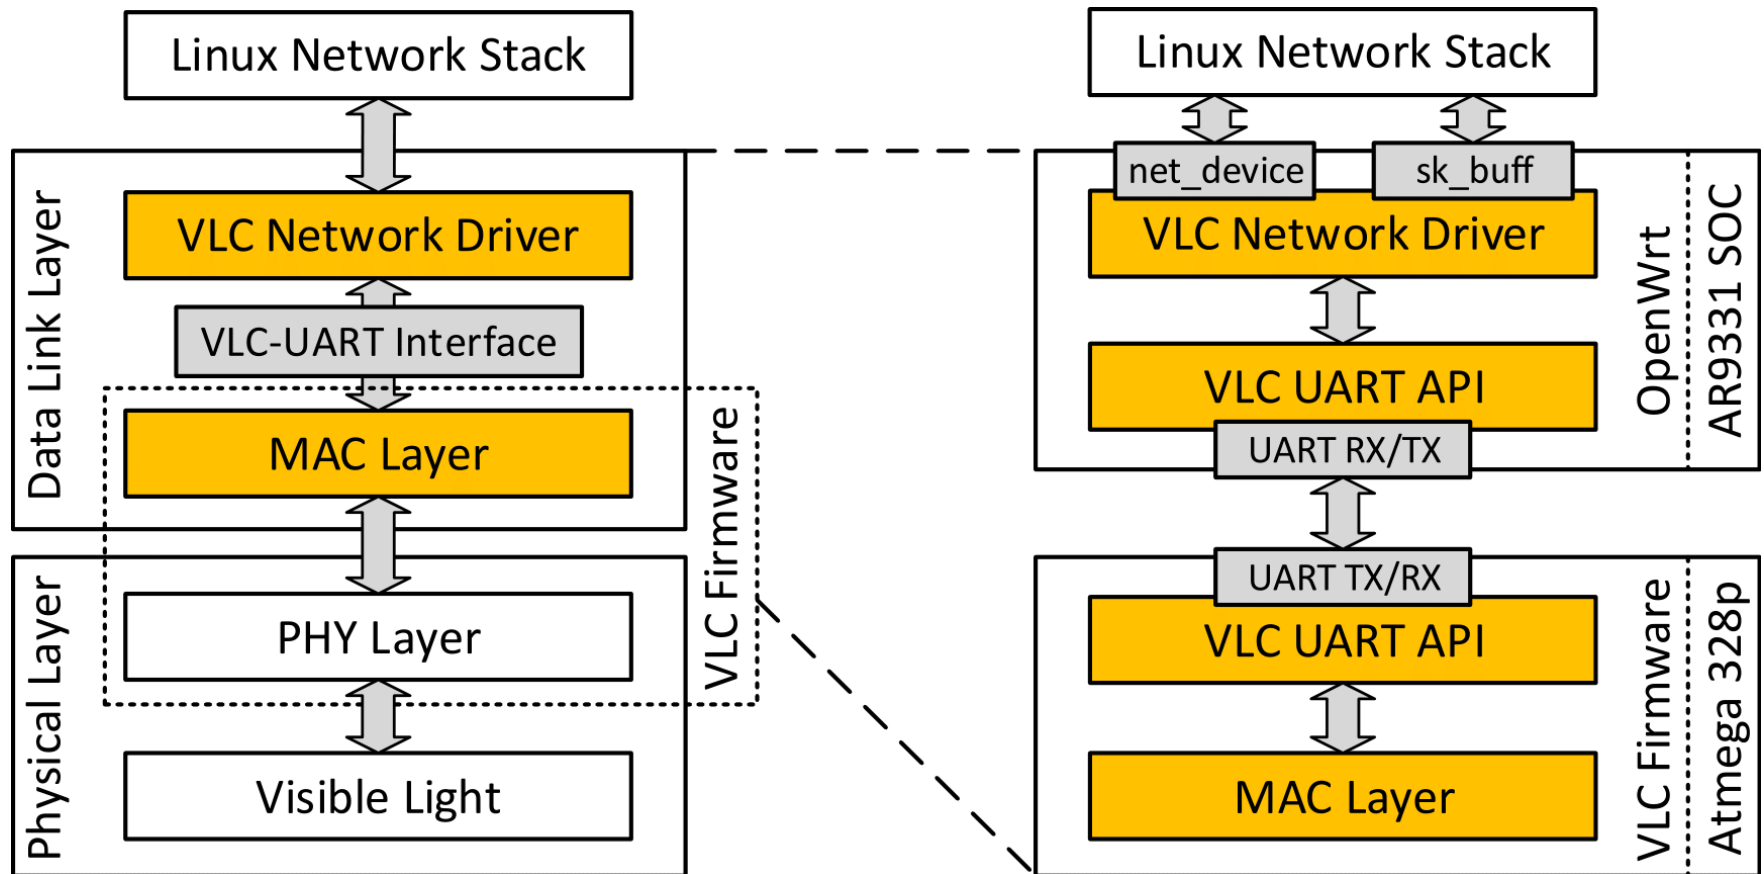 Linux Network Stack
Data Link Layer
VLC Network Driver
VLC-UART Interface
MAC Layer
VLC Firmware
Physical Layer
PHY Layer
Visible Light
Linux Network Stack
net_device
sk_buff
VLC Network Driver
VLC UART API
UART RX/TX
OpenWrt
AR9331 SOC
UART TX/RX
VLC UART API
MAC Layer
VLC Firmware
Atmega 328p